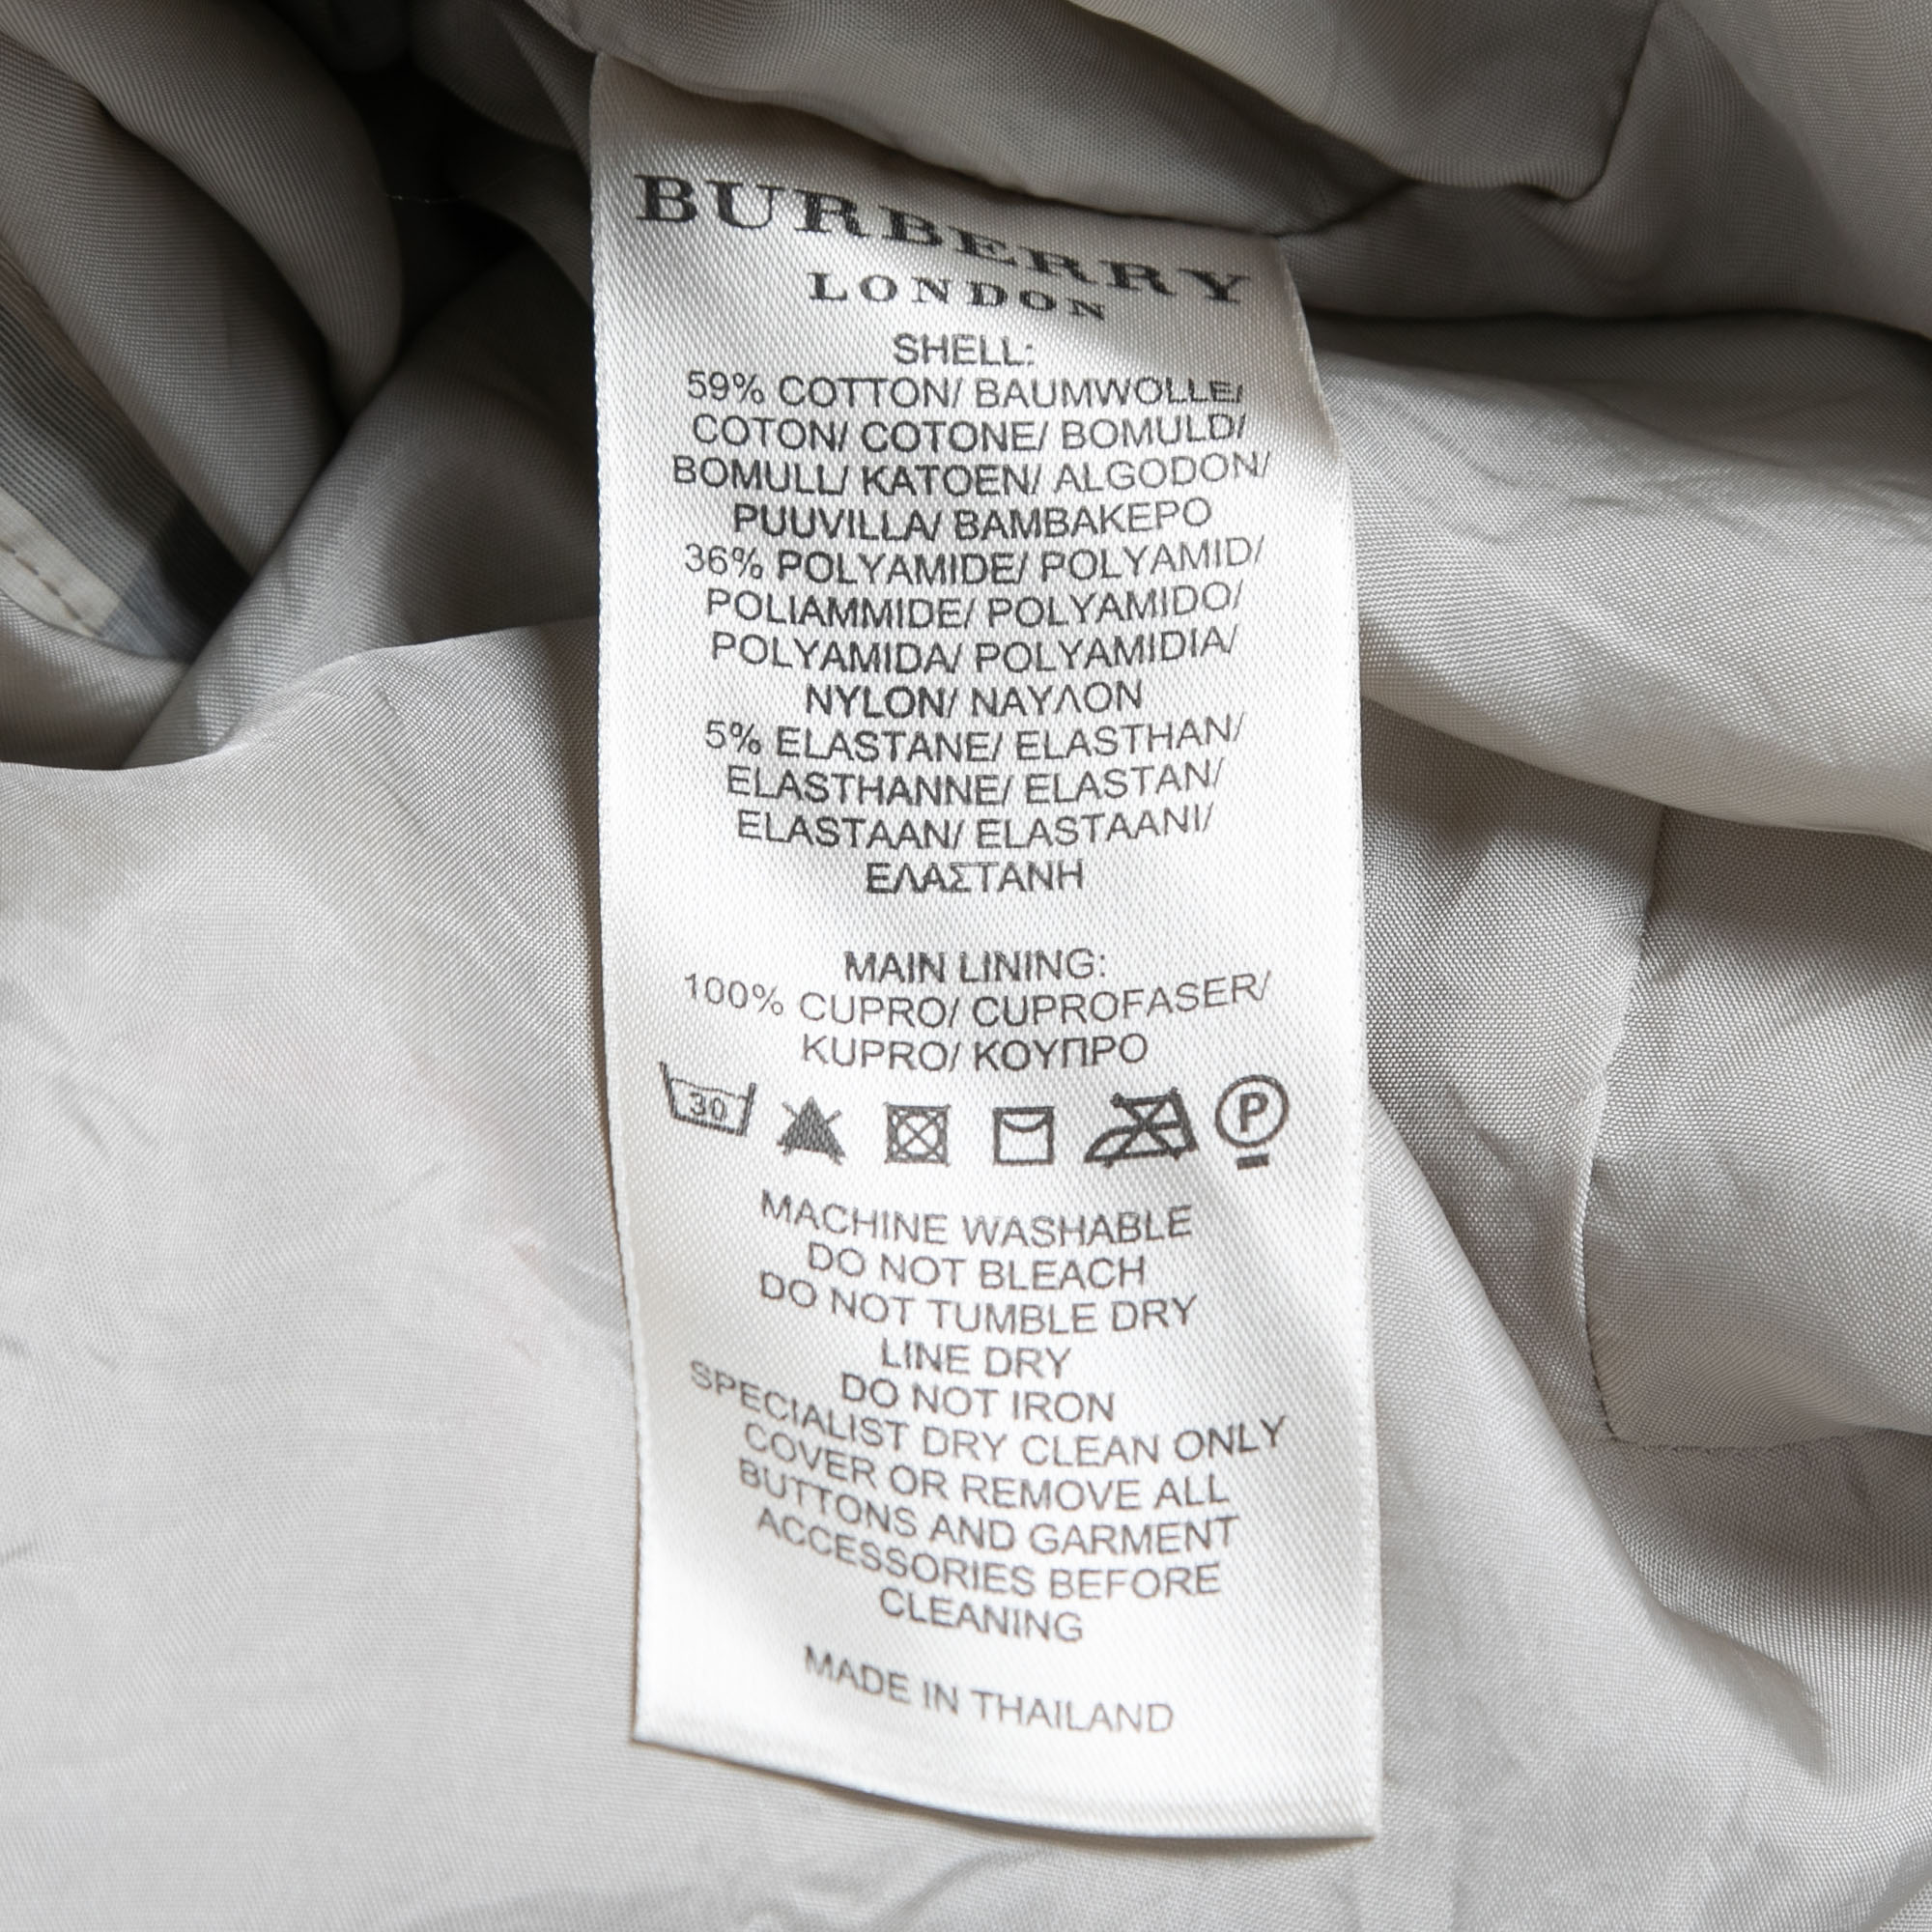 BURBERRY
LONDON
SHELL:
59% COTTON/ BAUMWOLLE/
COTON/ COTONE/ BOMULD/
BOMULL/ KATOEN/ ALGODON/
PUUVILLA/ BAMBAKEPO
36% POLYAMIDE/ POLYAMID/
POLIAMMIDE/ POLYAMIDO/
POLYAMIDA/ POLYAMIDIA/
NYLON/ ΝΑΥΛΟΝ
5% ELASTANE/ ELASTHAN/
ELASTHANNE/ ELASTAN/
ELASTAAN/ ELASTAANI/
ΕΛΑΣΤΑΝΗ
MAIN LINING:
100% CUPRO/ CUPROFASER/
KUPRO/ ΚΟΥΠΡΟ
30 P
MACHINE WASHABLE
DO NOT BLEACH
DO NOT TUMBLE DRY
LINE DRY
DO NOT IRON
SPECIALIST DRY CLEAN ONLY
COVER OR REMOVE ALL
BUTTONS AND GARMENT
ACCESSORIES BEFORE
CLEANING
MADE IN THAILAND